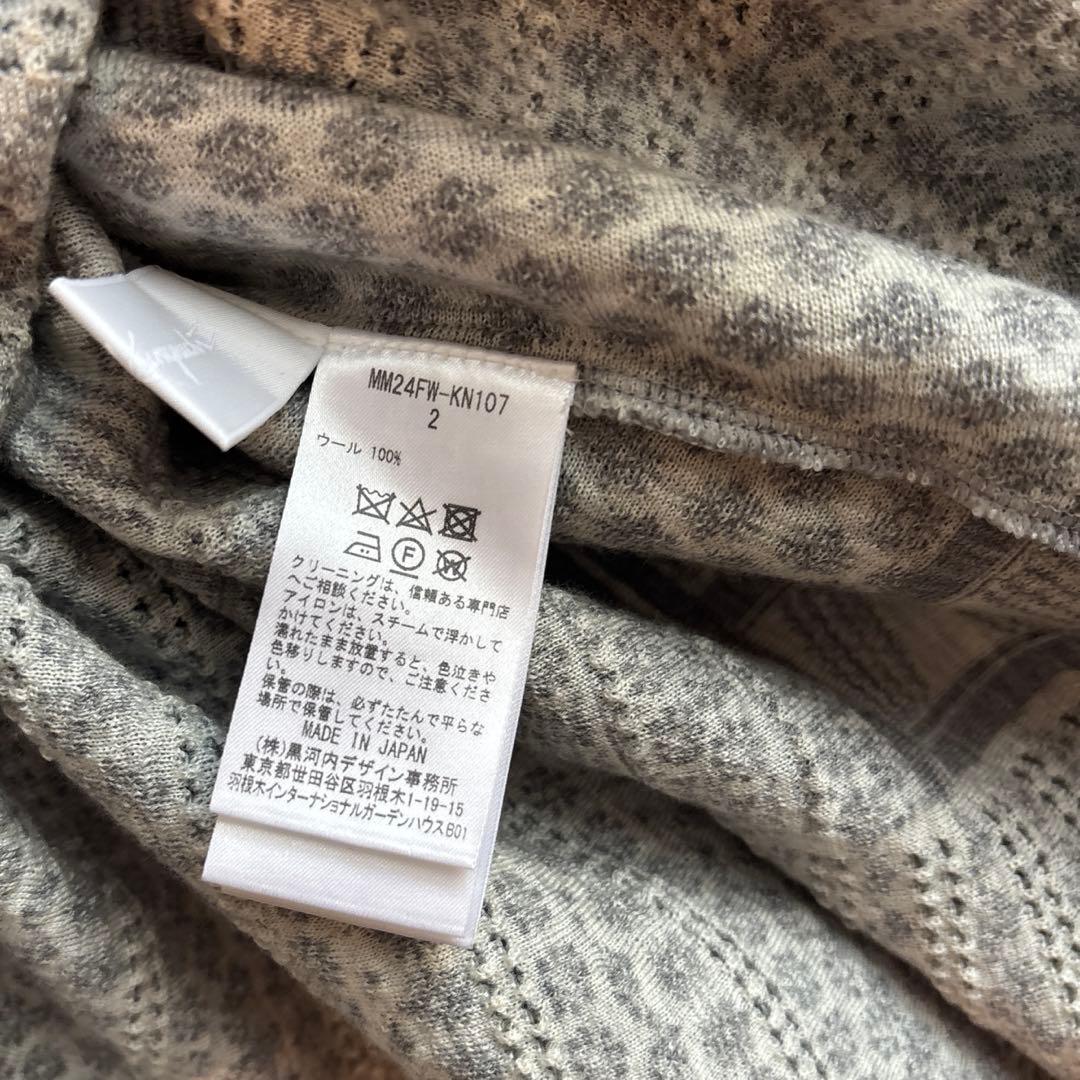 MM24FW-KN107
2
ウール 100%
F
W
クリーニングは、信頼ある専門店
へご相談ください。
アイロンは、スチームで浮かして
かけてください。
濡れたまま放置すると、色泣きや
色移りしますので、ご注意くださ
い。
保管の際は、必ずたたんで平らな
場所で保管してください。
MADE IN JAPAN
(株)黒河内デザイン事務所
東京都世田谷区羽根木1-19-15
羽根木インターナショナルガーデンハウスB01